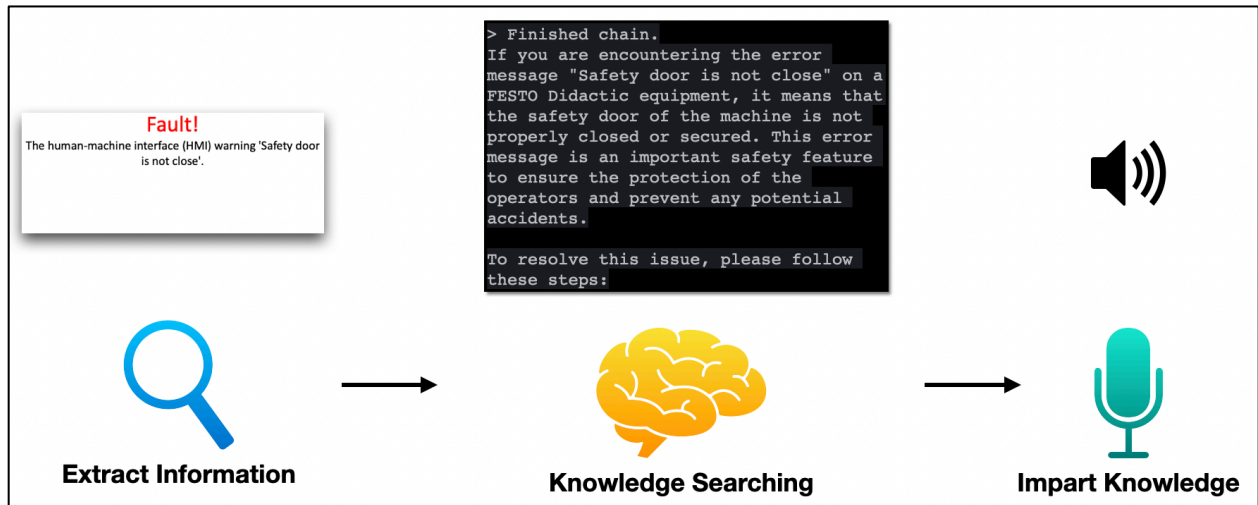 Fault!
The human-machine interface (HMI) warning 'Safety door
is not close'.
> Finished chain.
If you are encountering the error
message "Safety door is not close" on a
FESTO Didactic equipment, it means that
the safety door of the machine is not
properly closed or secured. This error
message is an important safety feature
to ensure the protection of the
operators and prevent any potential
accidents.
To resolve this issue, please follow
these steps:
Extract Information
Knowledge Searching
Impart Knowledge